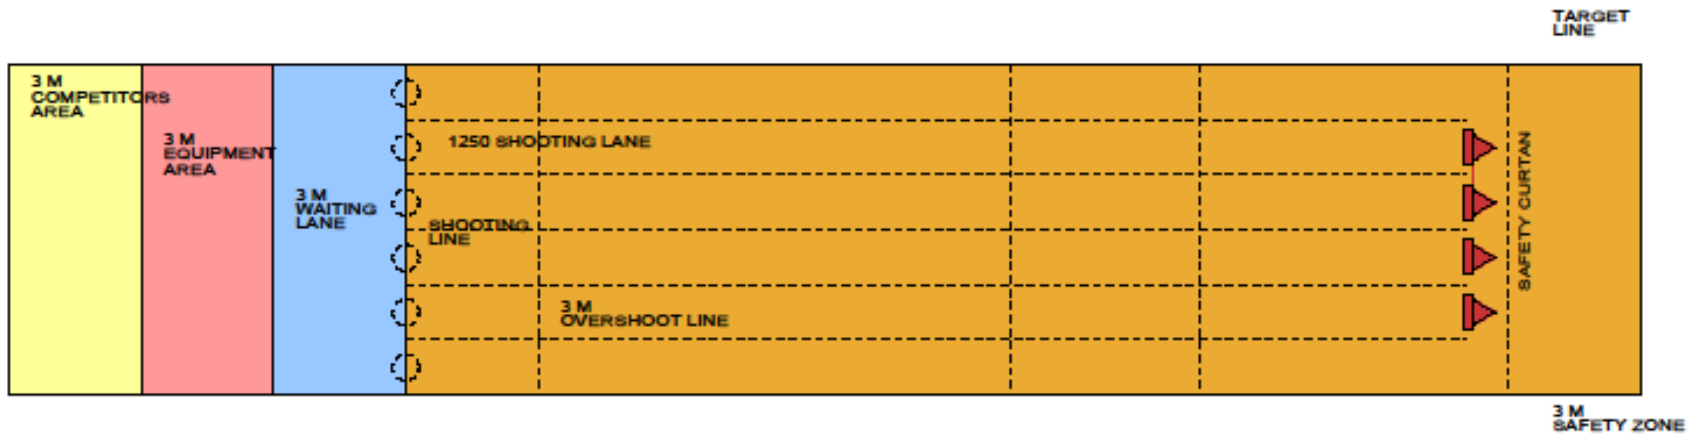 TARGET
LINE
3 M
COMPETITORS
AREA
3 M
EQUIPMENT
AREA
3 M
WAITING
LANE
1250 SHOOTING LANE
SHOOTING
LINE
3 M
OVERSHOOT LINE
SAFETY CURTAN
3 M
SAFETY ZONE